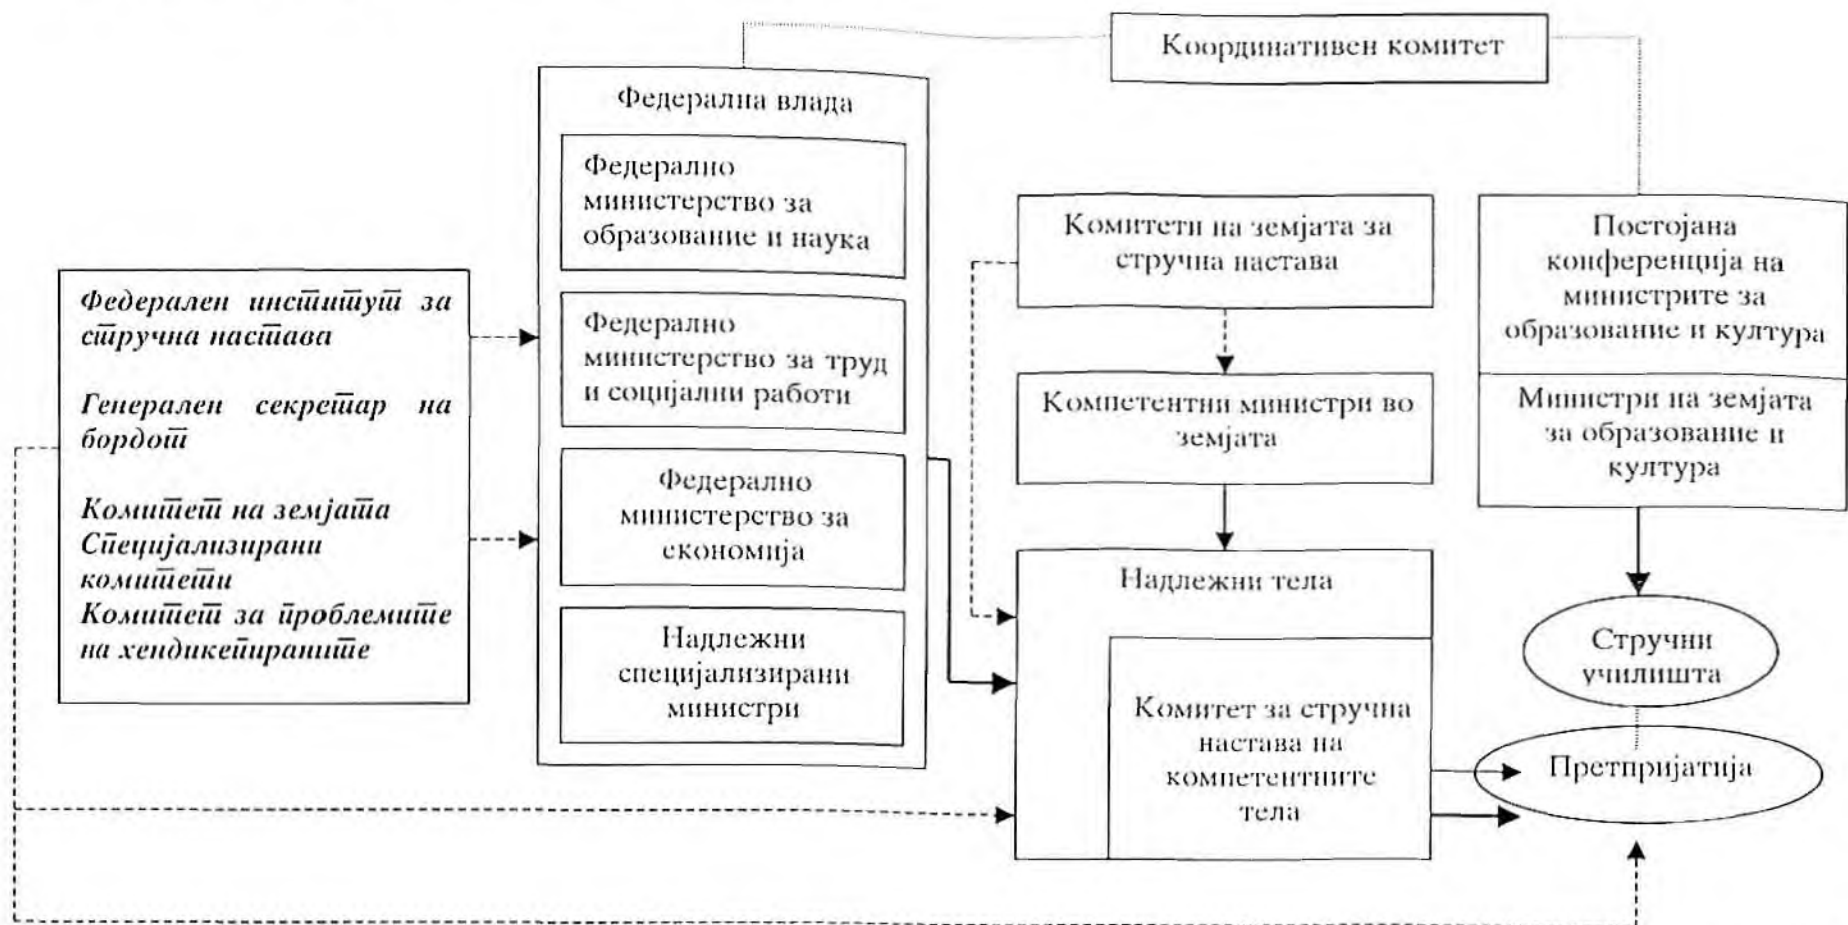 Координативен комитет
Федерална влада
Федерално
министерство за
образование и наука
Федерално
министерство за труд
и социјални работи
Федерално
министерство за
економија
Надлежни
специјализирани
министри
Федерален институт за
стручна настава
Генерален секретар на
бордот
Комитет на земјата
Специјализирани
комитети
Комитет за проблемите
на хендикепираните
Комитети на земјата за
стручна настава
Компетентни министри во
земјата
Надлежни тела
Комитет за стручна
настава на
компетентните
тела
Постојана
конференција на
министрите за
образование и култура
Министри на земјата
за образование и
култура
Стручни
училишта
Претпријатија